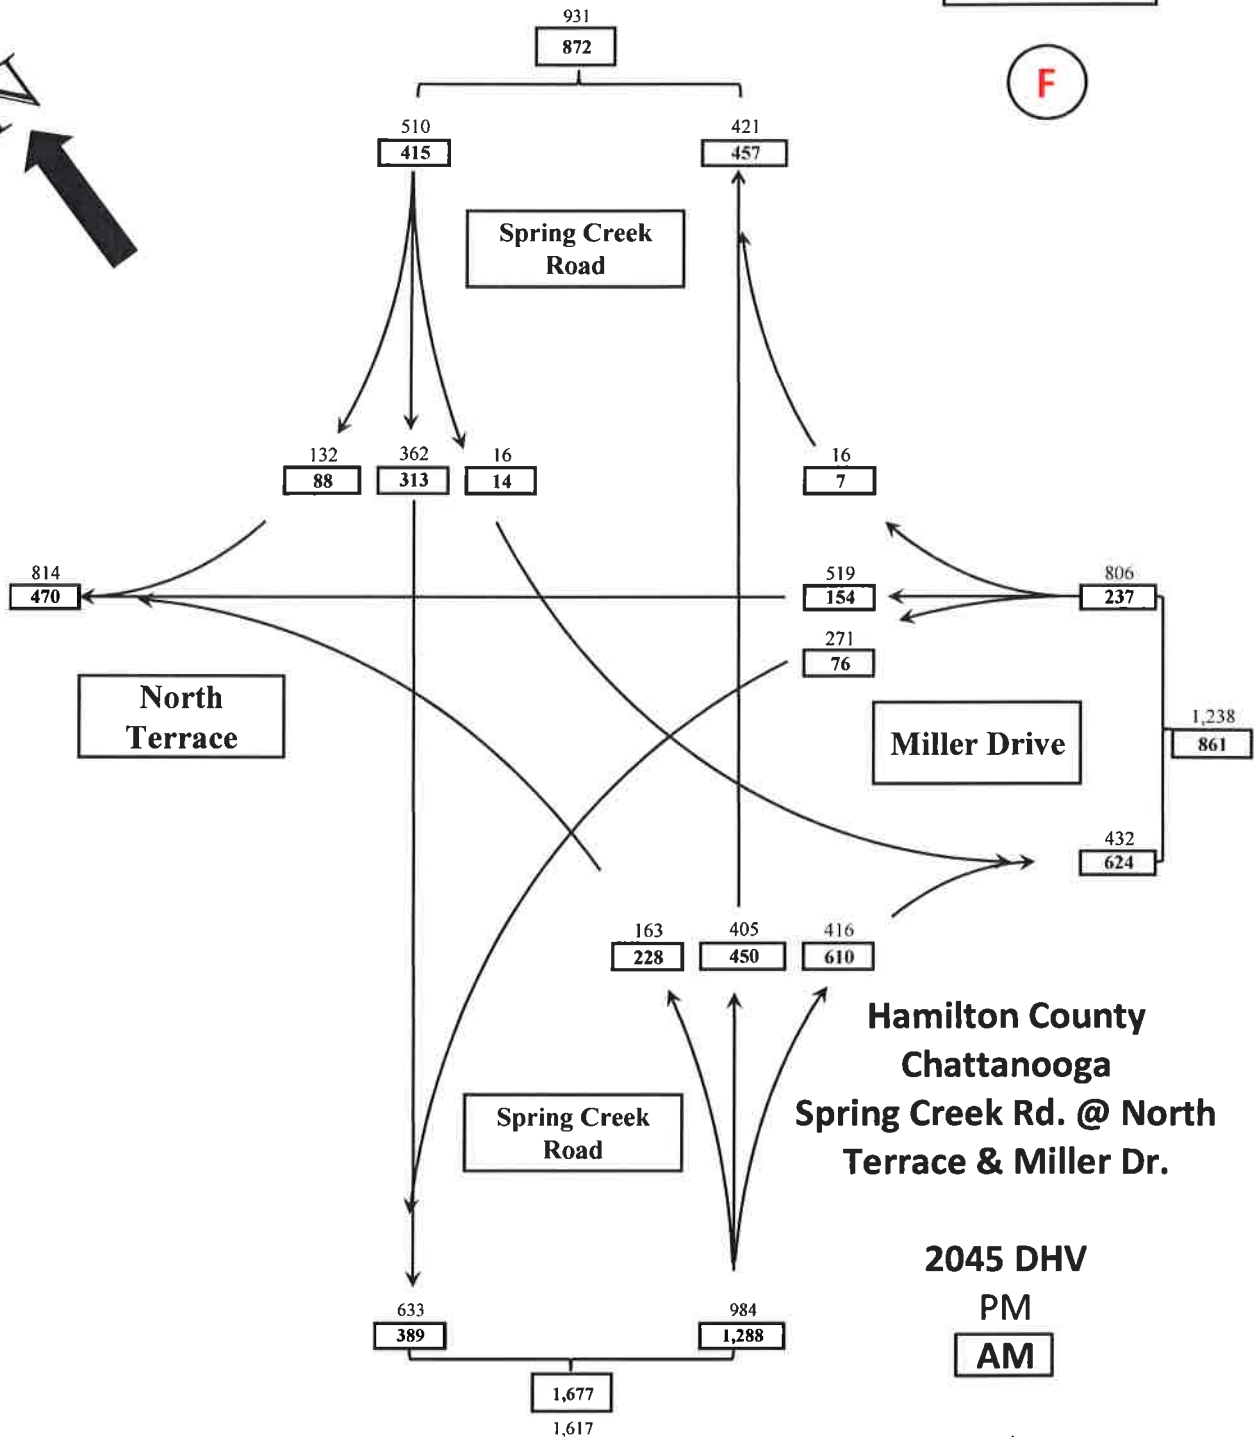 931
872
F
510
421
415
457
Spring Creek
Road
132
362
16
16
88
313
14
7
814
519
806
470
154
237
271
76
North
Terrace
Miller Drive
1,238
861
432
624
163
405
416
228
450
610
Hamilton County
Chattanooga
Spring Creek Rd. @ North
Terrace & Miller Dr.
Spring Creek
Road
2045 DHV
PM
AM
633
984
389
1,288
1,677
1,617